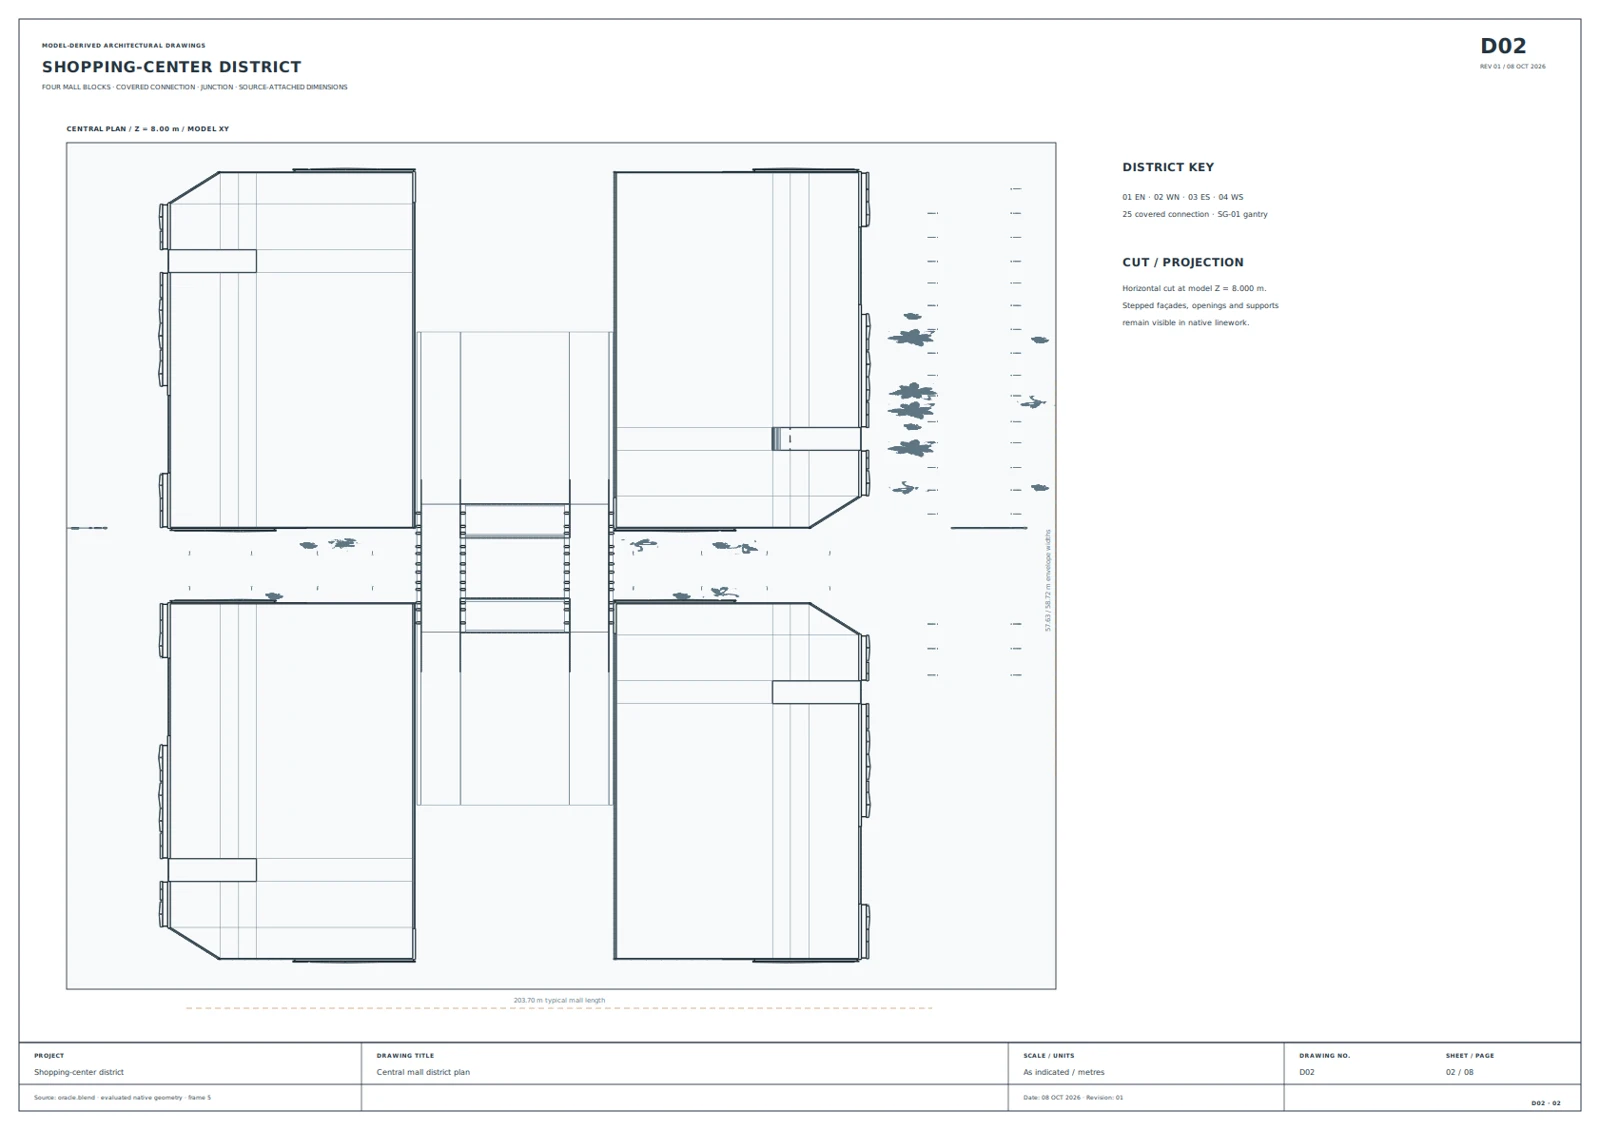 MODEL-DERIVED ARCHITECTURAL DRAWINGS
SHOPPING-CENTER DISTRICT
FOUR MALL BLOCKS · COVERED CONNECTION · JUNCTION · SOURCE-ATTACHED DIMENSIONS
D02
REV 01 / 08 OCT 2026
CENTRAL PLAN / Z = 8.00 m / MODEL XY
DISTRICT KEY
01 EN · 02 WN · 03 ES · 04 WS
25 covered connection · SG-01 gantry
CUT / PROJECTION
Horizontal cut at model Z = 8.000 m.
Stepped façades, openings and supports
remain visible in native linework.
57.63 / 58.72 m envelope widths
203.70 m typical mall length
PROJECT
Shopping-center district
DRAWING TITLE
Central mall district plan
SCALE / UNITS
As indicated / metres
DRAWING NO.
D02
SHEET / PAGE
02 / 08
Source: oracle.blend · evaluated native geometry · frame 5
Date: 08 OCT 2026 · Revision: 01
D02 · 02